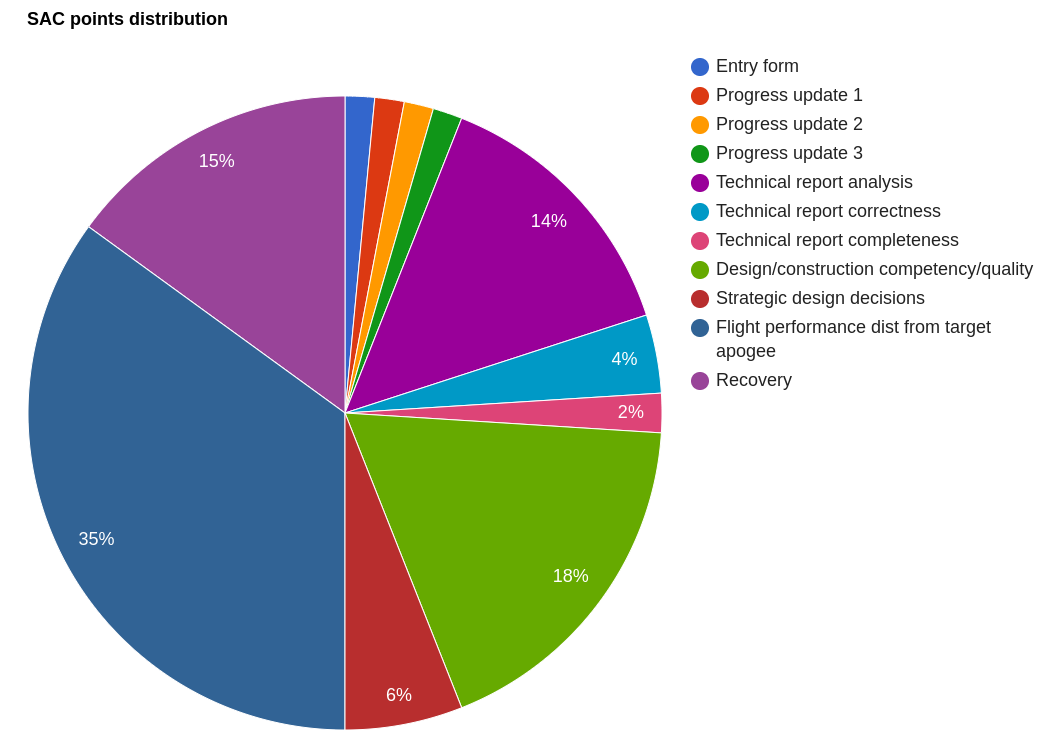 SAC points distribution
Entry form
Progress update 1
Progress update 2
Progress update 3
Technical report analysis
Technical report correctness
Technical report completeness
Design/construction competency/quality
Strategic design decisions
Flight performance dist from target
apogee
Recovery
15%
14%
4%
2%
35%
18%
6%